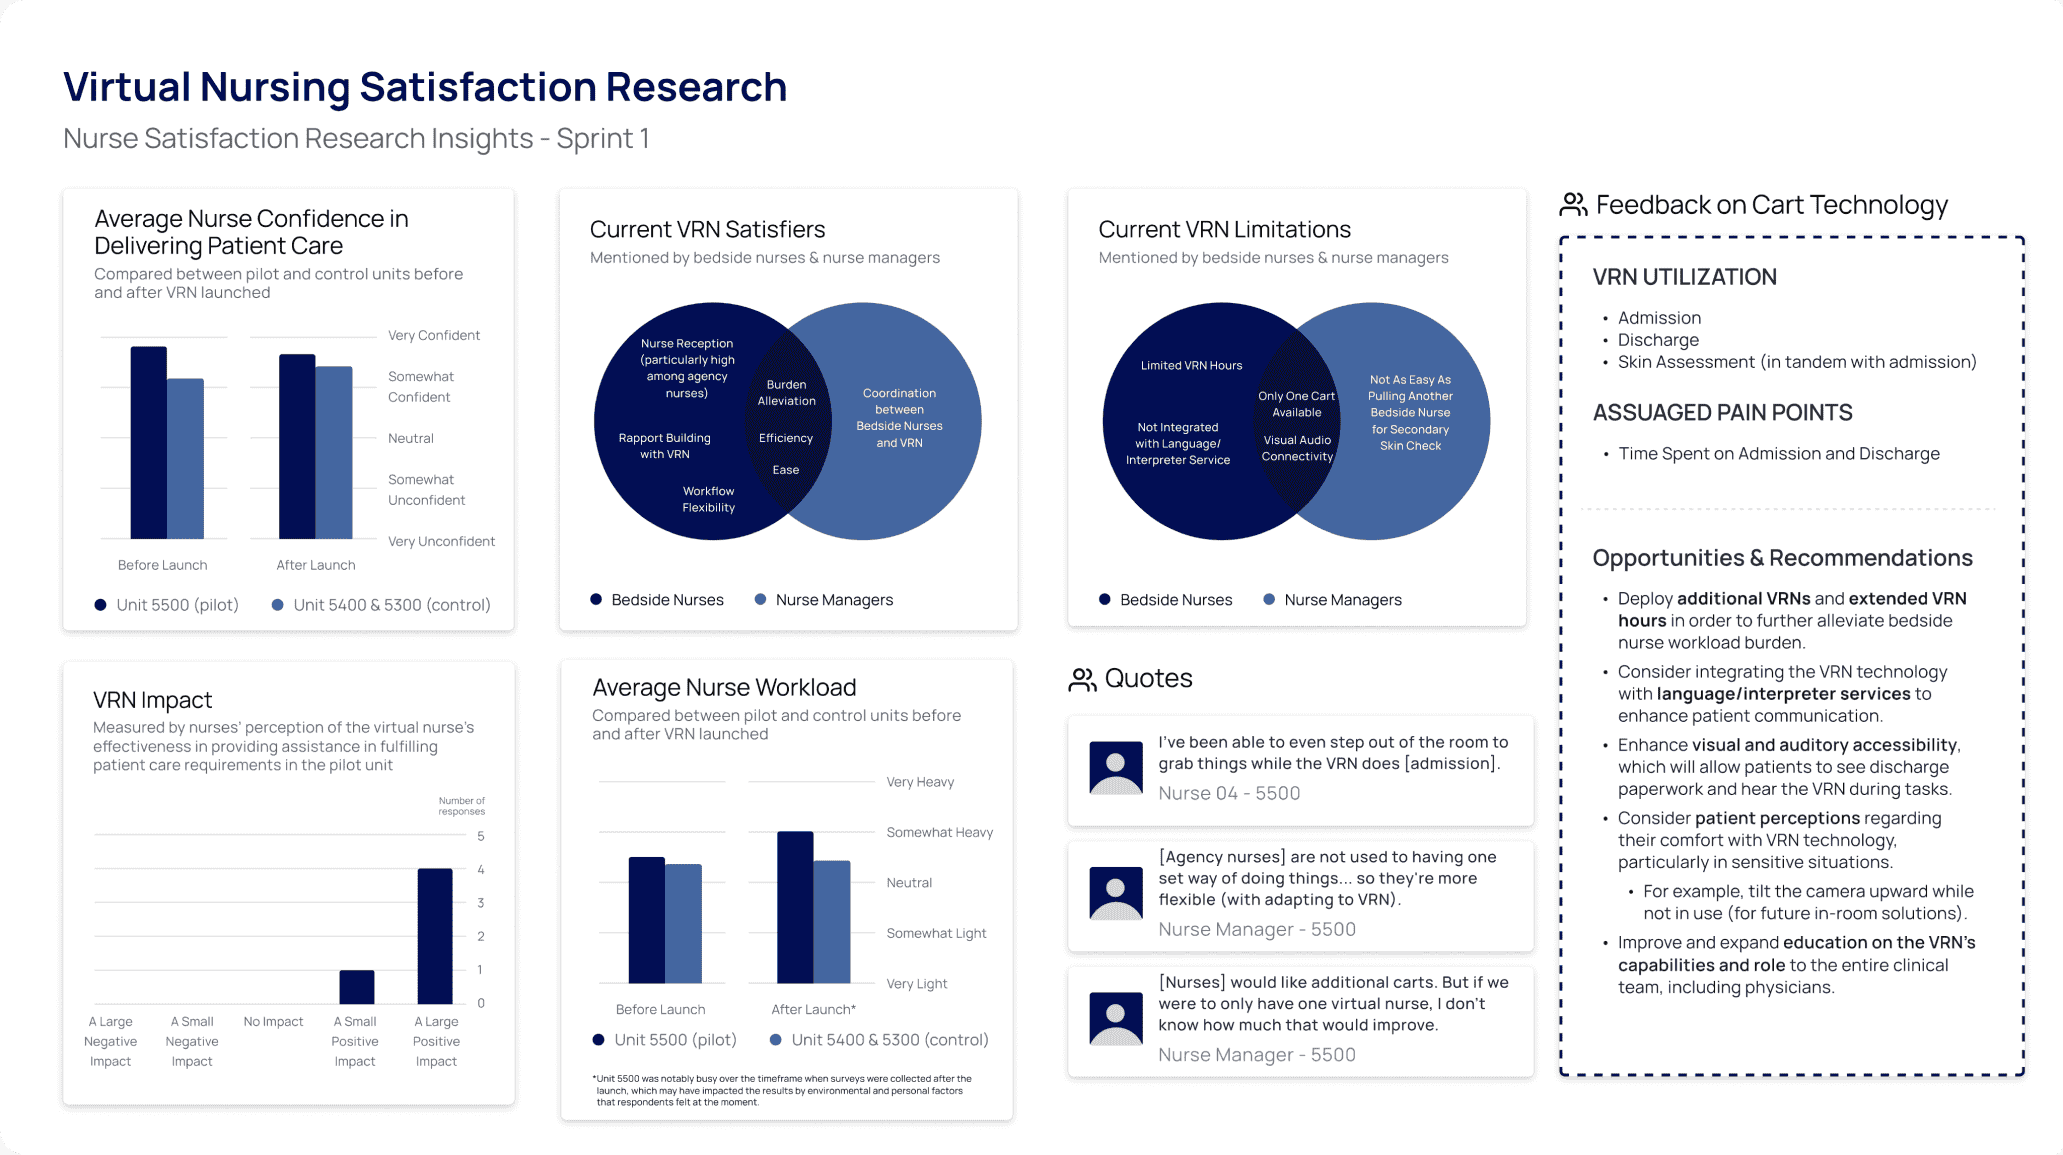 Virtual Nursing Satisfaction Research
Nurse Satisfaction Research Insights - Sprint 1
Average Nurse Confidence in
Delivering Patient Care
Compared between pilot and control units before
and after VRN launched
Very Confident
Somewhat
Confident
Neutral
Somewhat
Unconfident
Very Unconfident
Before Launch
After Launch
Unit 5500 (pilot)
Unit 5400 & 5300 (control)
Current VRN Satisfiers
Mentioned by bedside nurses & nurse managers
Nurse Reception
(particularly high
among agency
nurses)
Rapport Building
with VRN
Workflow
Flexibility
Burden
Alleviation
Efficiency
Ease
Coordination
between
Bedside Nurses
and VRN
Bedside Nurses
Nurse Managers
Current VRN Limitations
Mentioned by bedside nurses & nurse managers
Limited VRN Hours
Not Integrated
with Language/
Interpreter Service
Only One Cart
Available
Visual Audio
Connectivity
Not As Easy As
Pulling Another
Bedside Nurse
for Secondary
Skin Check
Bedside Nurses
Nurse Managers
VRN Impact
Measured by nurses' perception of the virtual nurse's
effectiveness in providing assistance in fulfilling
patient care requirements in the pilot unit
Number of
responses
5
4
3
2
1
0
A Large
Negative
Impact
A Small
Negative
Impact
No Impact
A Small
Positive
Impact
A Large
Positive
Impact
Average Nurse Workload
Compared between pilot and control units before
and after VRN launched
Very Heavy
Somewhat Heavy
Neutral
Somewhat Light
Very Light
Before Launch
After Launch*
Unit 5500 (pilot)
Unit 5400 & 5300 (control)
*Unit 5500 was notably busy over the timeframe when surveys were collected after the
launch, which may have impacted the results by environmental and personal factors
that respondents felt at the moment.
Quotes
I've been able to even step out of the room to
grab things while the VRN does [admission].
Nurse 04 - 5500
[Agency nurses] are not used to having one
set way of doing things... so they're more
flexible (with adapting to VRN).
Nurse Manager - 5500
[Nurses] would like additional carts. But if we
were to only have one virtual nurse, I don't
know how much that would improve.
Nurse Manager - 5500
Feedback on Cart Technology
VRN UTILIZATION
• Admission
• Discharge
• Skin Assessment (in tandem with admission)
ASSUAGED PAIN POINTS
• Time Spent on Admission and Discharge
Opportunities & Recommendations
• Deploy additional VRNs and extended VRN
hours in order to further alleviate bedside
nurse workload burden.
• Consider integrating the VRN technology
with language/interpreter services to
enhance patient communication.
• Enhance visual and auditory accessibility,
which will allow patients to see discharge
paperwork and hear the VRN during tasks.
• Consider patient perceptions regarding
their comfort with VRN technology,
particularly in sensitive situations.
• For example, tilt the camera upward while
not in use (for future in-room solutions).
• Improve and expand education on the VRN's
capabilities and role to the entire clinical
team, including physicians.